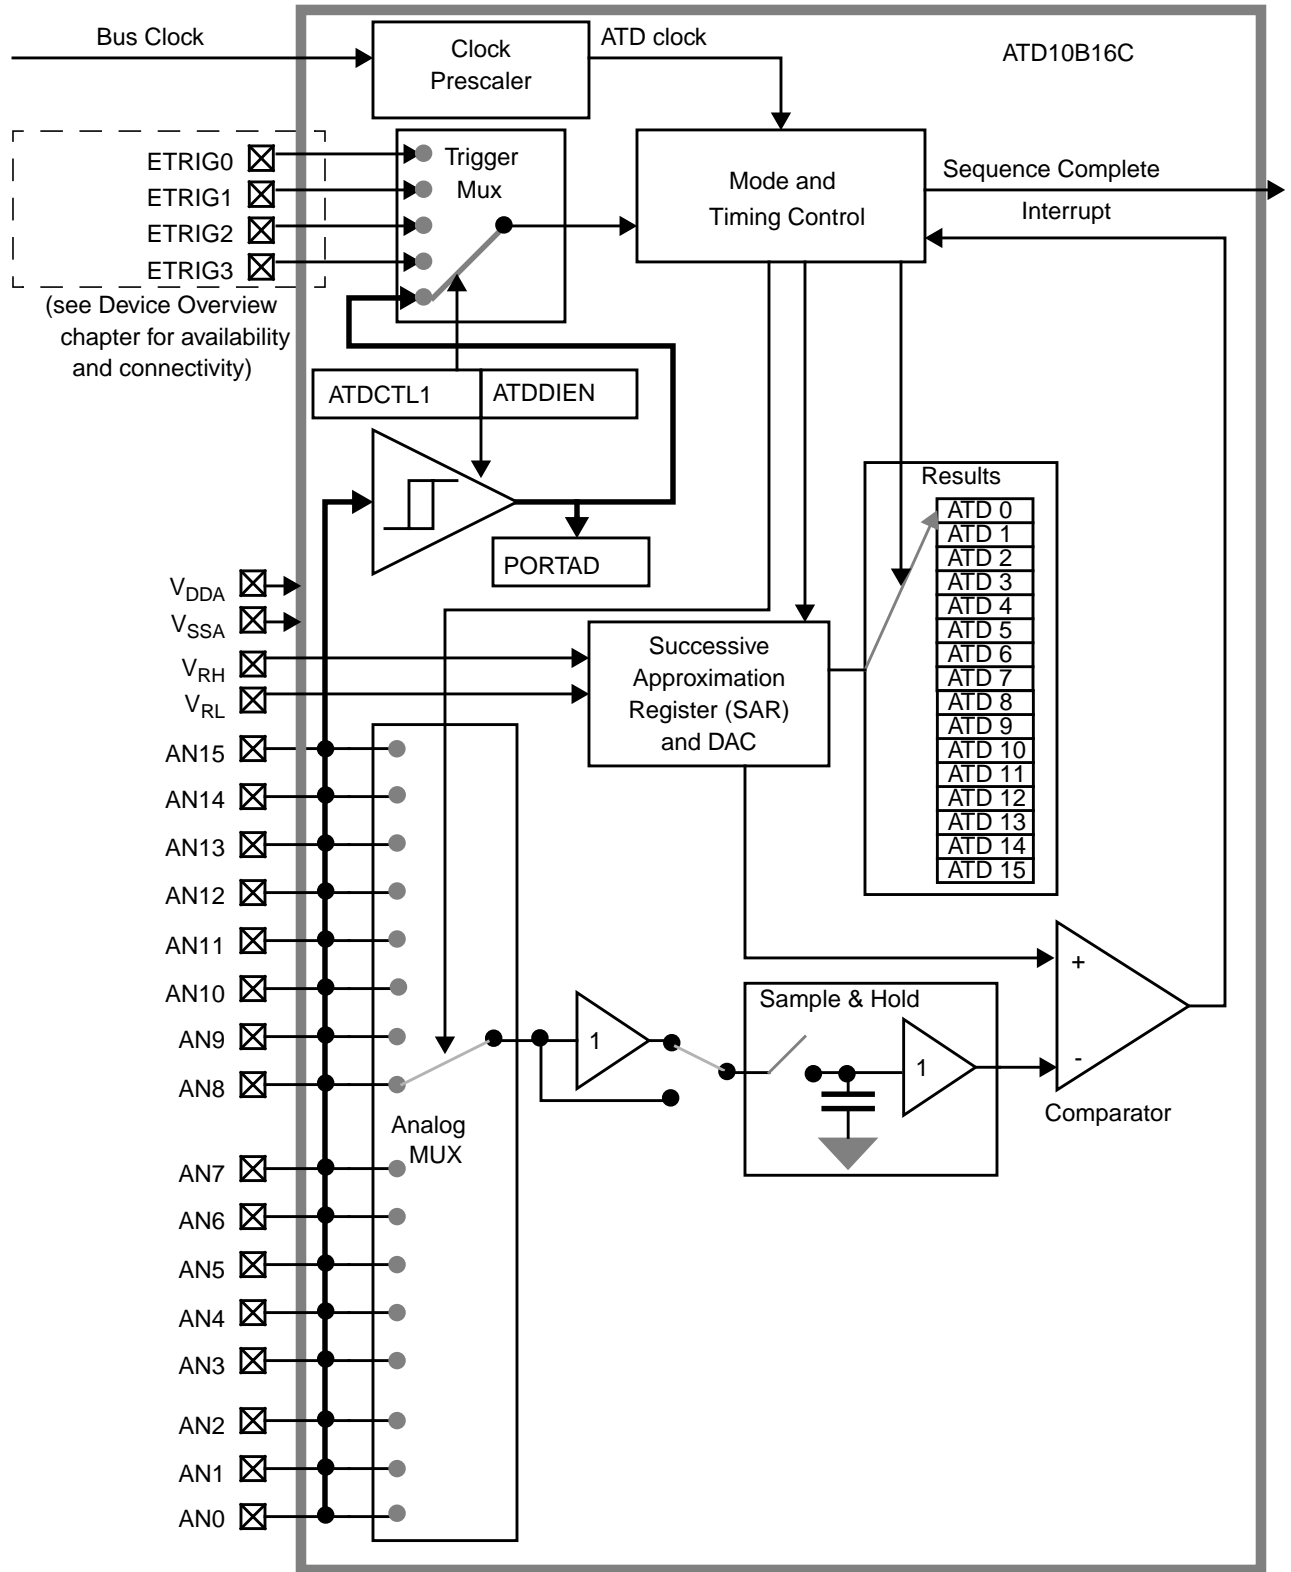 Bus Clock
Clock
Prescaler
ATD clock
ATD10B16C
ETRIG0
ETRIG1
ETRIG2
ETRIG3
(see Device Overview
chapter for availability
and connectivity)
Trigger
Mux
Mode and
Timing Control
Sequence Complete
Interrupt
ATDCTL1
ATDDIEN
PORTAD
Results
ATD 0
ATD 1
ATD 2
ATD 3
ATD 4
ATD 5
ATD 6
ATD 7
ATD 8
ATD 9
ATD 10
ATD 11
ATD 12
ATD 13
ATD 14
ATD 15
VDDA
VSSA
VRH
VRL
Successive
Approximation
Register (SAR)
and DAC
AN15
AN14
AN13
AN12
AN11
AN10
AN9
AN8
AN7
AN6
AN5
AN4
AN3
AN2
AN1
AN0
Analog
MUX
1
Sample & Hold
1
+
-
Comparator